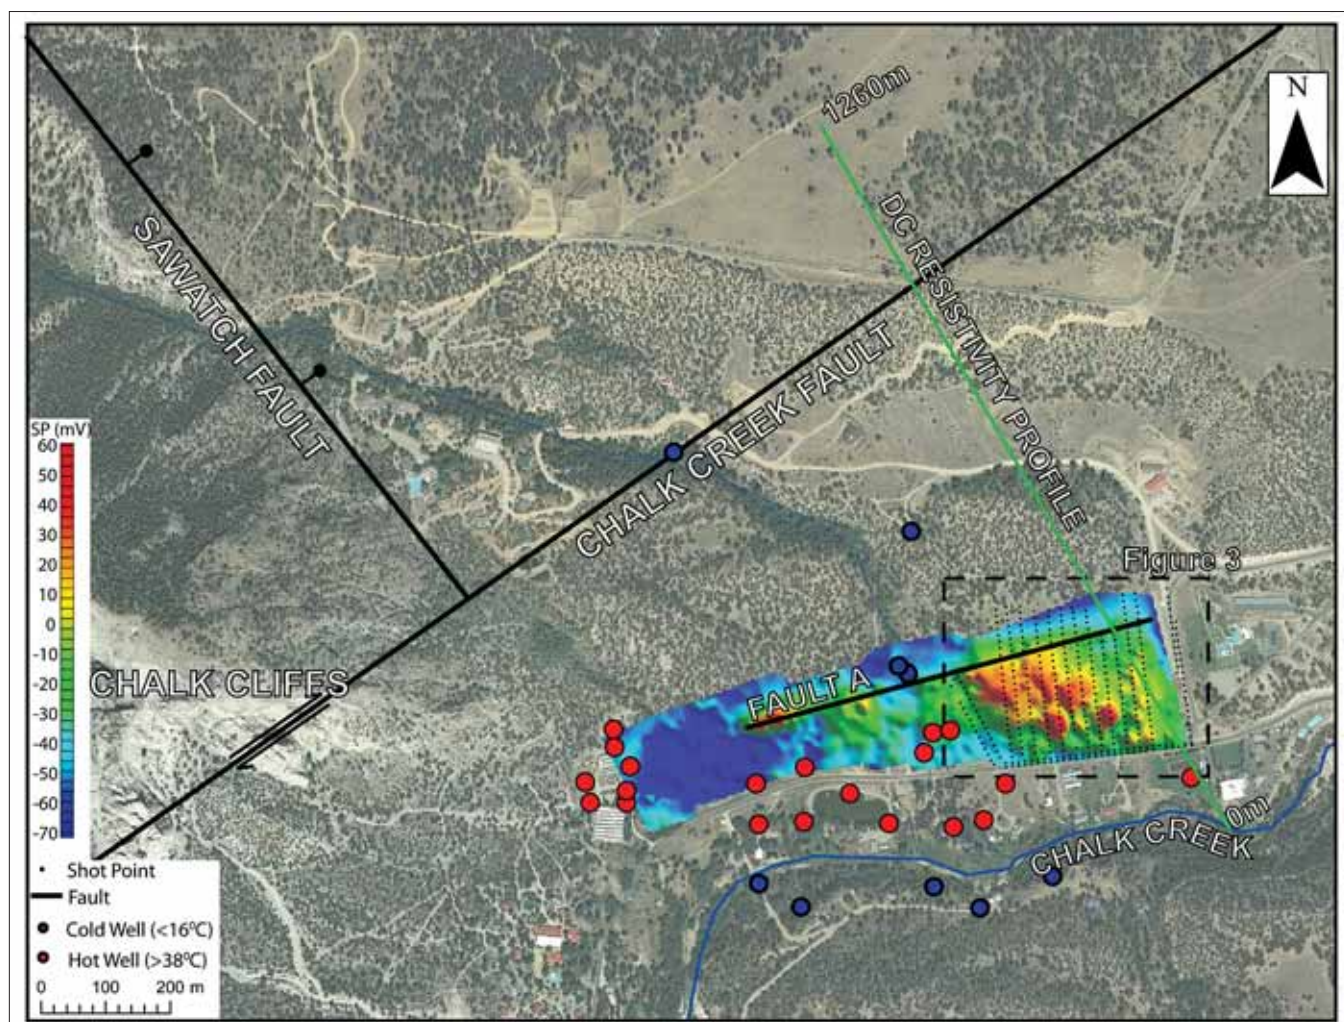 N
1260m
DC RESISTIVITY PROFILE
SAWATCH FAULT
CHALK CREEK FAULT
SP (mV)
60
50
40
30
20
10
0
-10
-20
-30
-40
-50
-60
-70
Figure 3
CHALK CLIFFS
FAULT A
0m
CHALK CREEK
Shot Point
Fault
Cold Well (<16ºC)
Hot Well (>38ºC)
0 100 200 m